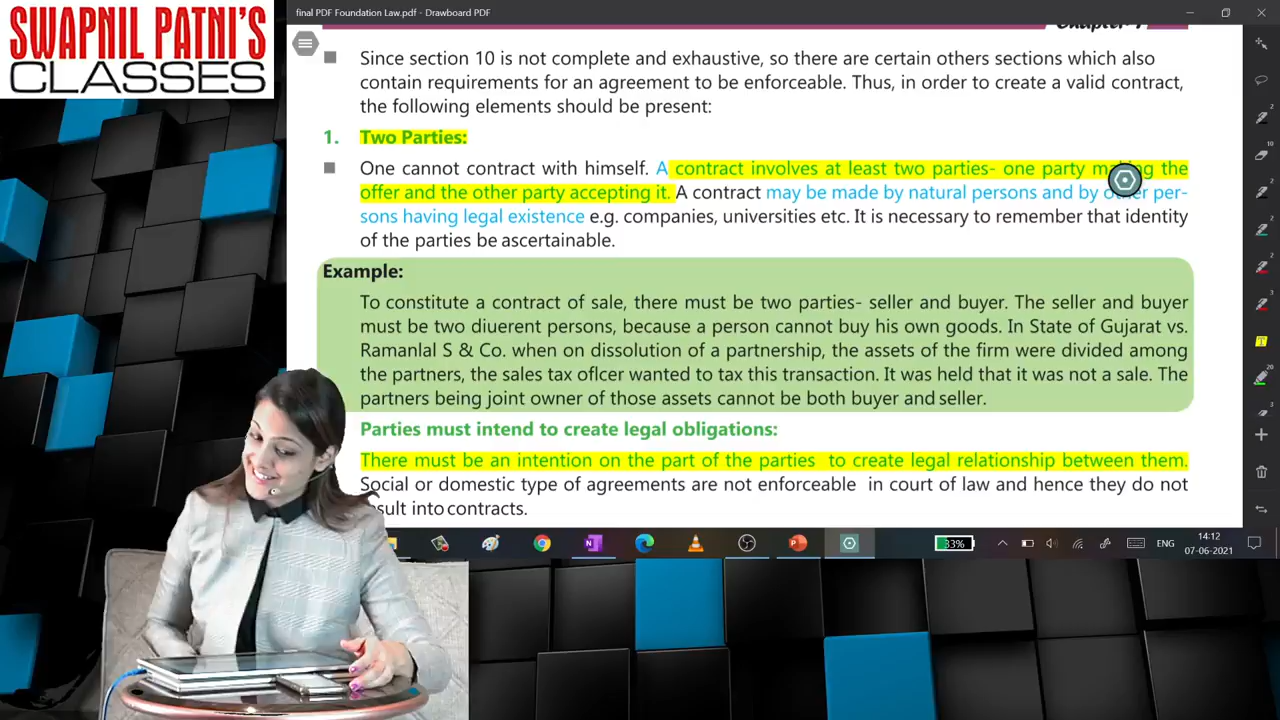 SWAPNIL PATNI'S
CLASSES
final PDF Foundation Law.pdf - Drawboard PDF
Chapter 1
Since section 10 is not complete and exhaustive, so there are certain others sections which also
contain requirements for an agreement to be enforceable. Thus, in order to create a valid contract,
the following elements should be present:
1. Two Parties:
One cannot contract with himself. A contract involves at least two parties- one party making the
offer and the other party accepting it. A contract may be made by natural persons and by other per-
sons having legal existence e.g. companies, universities etc. It is necessary to remember that identity
of the parties be ascertainable.
Example:
To constitute a contract of sale, there must be two parties- seller and buyer. The seller and buyer
must be two diuerent persons, because a person cannot buy his own goods. In State of Gujarat vs.
Ramanlal S & Co. when on dissolution of a partnership, the assets of the firm were divided among
the partners, the sales tax oflcer wanted to tax this transaction. It was held that it was not a sale. The
partners being joint owner of those assets cannot be both buyer and seller.
Parties must intend to create legal obligations:
There must be an intention on the part of the parties to create legal relationship between them.
Social or domestic type of agreements are not enforceable in court of law and hence they do not
result into contracts.
33%
ENG
14:12
07-06-2021